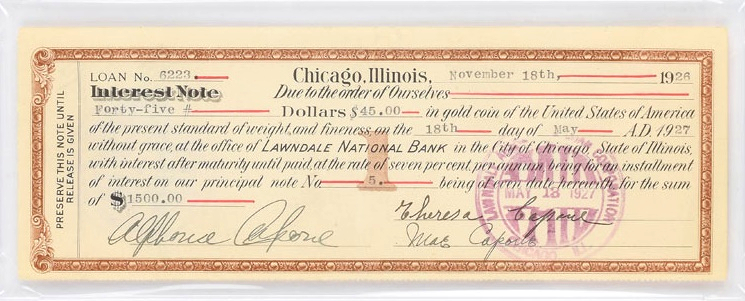 LOAN No. 6223. Chicago, Illinois, November 18th, 1926
Interest Note Due to the order of Ourselves
Forty-five # Dollars $45.00 in gold coin of the United States of America
of the present standard of weight, and fineness on the 18th day of May A.D. 1927
without grace, at the office of LAWNDALE NATIONAL BANK in the City of Chicago, State of Illinois,
with interest after maturity until paid, at the rate of seven per cent, per annum, being for an installment
of interest on our principal note No 5. being of even date herewith, for the sum
of $1500.00
PRESERVE THIS NOTE UNTIL
RELEASE IS GIVEN
1
MAY 18 1927
Alphonse Capone
Theresa Capone
Mae Capone